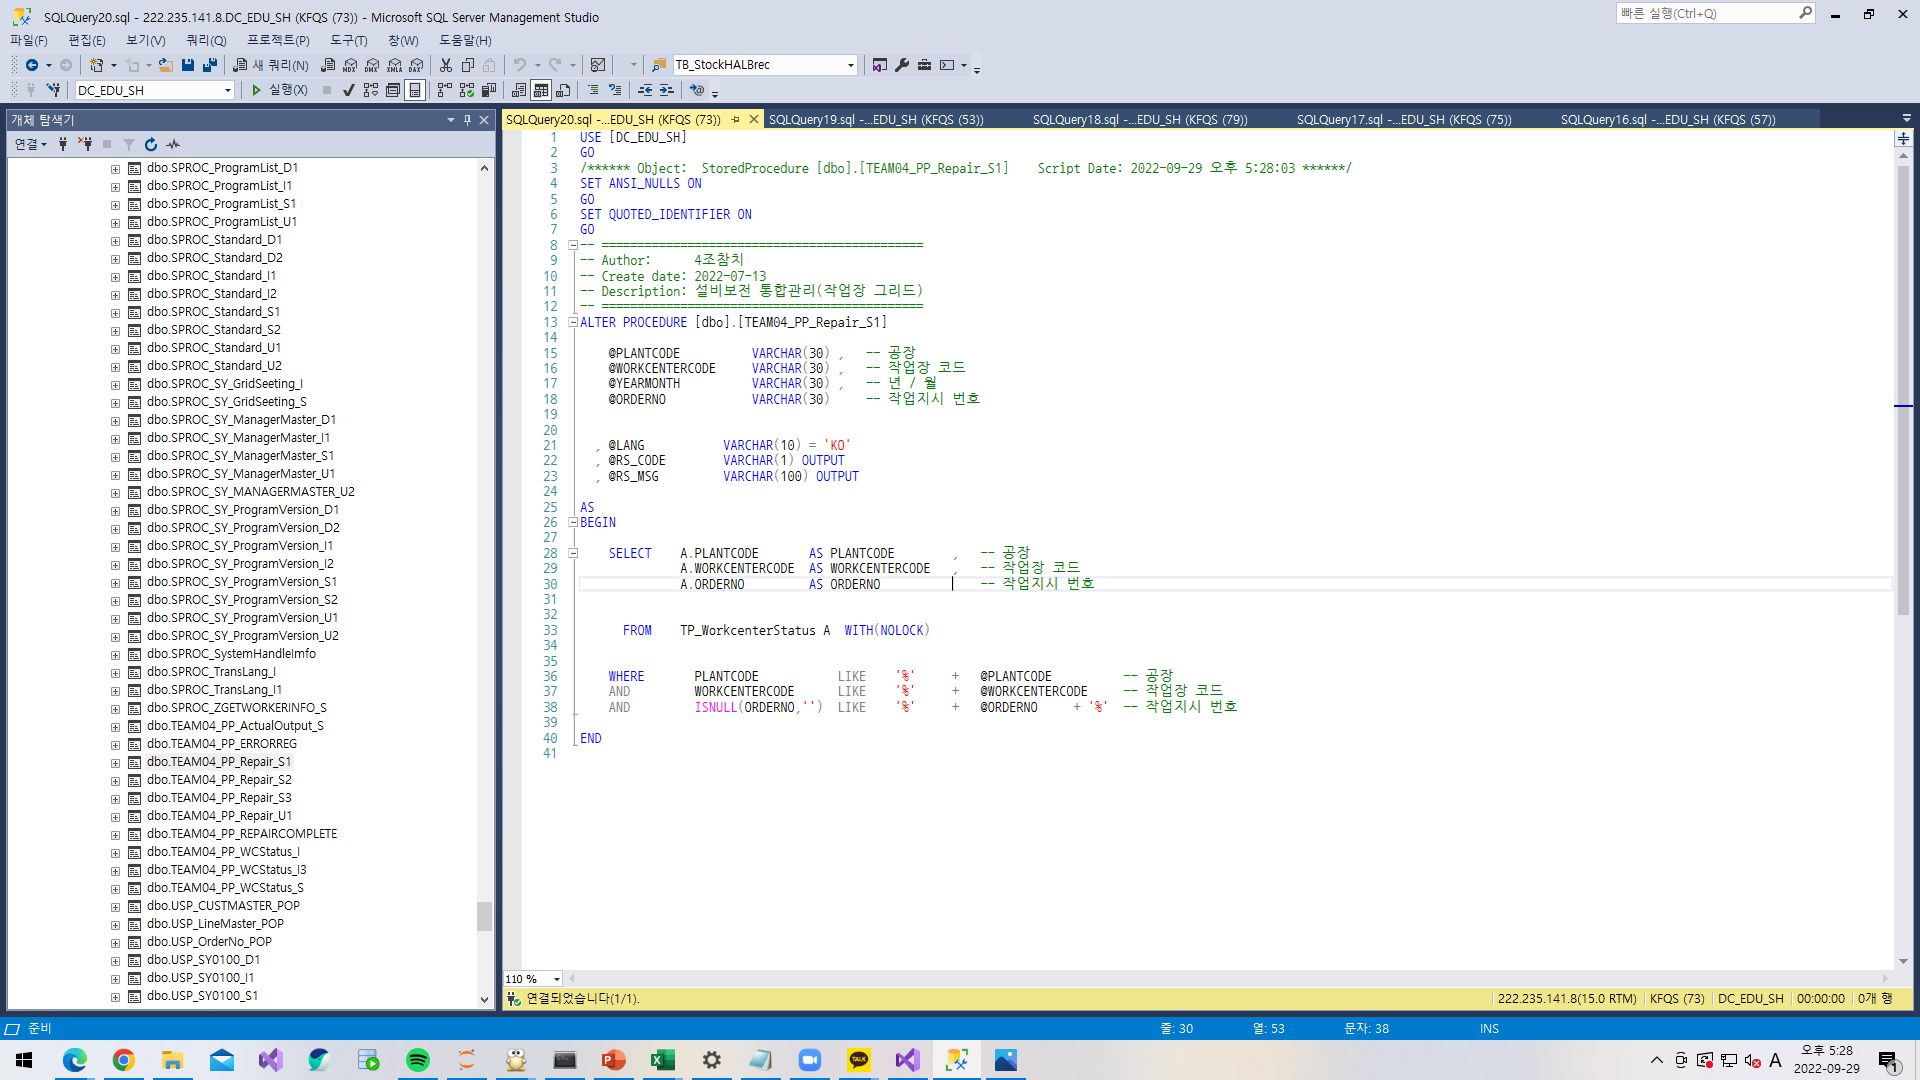 SQLQuery20.sql - 222.235.141.8.DC_EDU_SH (KFQS (73)) - Microsoft SQL Server Management Studio
빠른 실행(Ctrl+Q)
파일(F) 편집(E) 보기(V) 쿼리(Q) 프로젝트(P) 도구(T) 창(W) 도움말(H)
새 쿼리(N) MDX DMX XMLA DAX TB_StockHALBrec
DC_EDU_SH 실행(X)
개체 탐색기
연결
dbo.SPROC_ProgramList_D1
dbo.SPROC_ProgramList_I1
dbo.SPROC_ProgramList_S1
dbo.SPROC_ProgramList_U1
dbo.SPROC_Standard_D1
dbo.SPROC_Standard_D2
dbo.SPROC_Standard_I1
dbo.SPROC_Standard_I2
dbo.SPROC_Standard_S1
dbo.SPROC_Standard_S2
dbo.SPROC_Standard_U1
dbo.SPROC_Standard_U2
dbo.SPROC_SY_GridSeeting_I
dbo.SPROC_SY_GridSeeting_S
dbo.SPROC_SY_ManagerMaster_D1
dbo.SPROC_SY_ManagerMaster_I1
dbo.SPROC_SY_ManagerMaster_S1
dbo.SPROC_SY_ManagerMaster_U1
dbo.SPROC_SY_MANAGERMASTER_U2
dbo.SPROC_SY_ProgramVersion_D1
dbo.SPROC_SY_ProgramVersion_D2
dbo.SPROC_SY_ProgramVersion_I1
dbo.SPROC_SY_ProgramVersion_I2
dbo.SPROC_SY_ProgramVersion_S1
dbo.SPROC_SY_ProgramVersion_S2
dbo.SPROC_SY_ProgramVersion_U1
dbo.SPROC_SY_ProgramVersion_U2
dbo.SPROC_SystemHandleImfo
dbo.SPROC_TransLang_I
dbo.SPROC_TransLang_I1
dbo.SPROC_ZGETWORKERINFO_S
dbo.TEAM04_PP_ActualOutput_S
dbo.TEAM04_PP_ERRORREG
dbo.TEAM04_PP_Repair_S1
dbo.TEAM04_PP_Repair_S2
dbo.TEAM04_PP_Repair_S3
dbo.TEAM04_PP_Repair_U1
dbo.TEAM04_PP_REPAIRCOMPLETE
dbo.TEAM04_PP_WCStatus_I
dbo.TEAM04_PP_WCStatus_I3
dbo.TEAM04_PP_WCStatus_S
dbo.USP_CUSTMASTER_POP
dbo.USP_LineMaster_POP
dbo.USP_OrderNo_POP
dbo.USP_SY0100_D1
dbo.USP_SY0100_I1
dbo.USP_SY0100_S1
SQLQuery20.sql -...EDU_SH (KFQS (73)) SQLQuery19.sql -...EDU_SH (KFQS (53)) SQLQuery18.sql -...EDU_SH (KFQS (79)) SQLQuery17.sql -...EDU_SH (KFQS (75)) SQLQuery16.sql -...EDU_SH (KFQS (57))
1 USE [DC_EDU_SH]
2 GO
3 /****** Object:  StoredProcedure [dbo].[TEAM04_PP_Repair_S1]    Script Date: 2022-09-29 오후 5:28:03 ******/
4 SET ANSI_NULLS ON
5 GO
6 SET QUOTED_IDENTIFIER ON
7 GO
8 -- =============================================
9 -- Author:      4조참치
10 -- Create date: 2022-07-13
11 -- Description: 설비보전 통합관리(작업장 그리드)
12 -- =============================================
13 ALTER PROCEDURE [dbo].[TEAM04_PP_Repair_S1]
14
15 @PLANTCODE VARCHAR(30) , -- 공장
16 @WORKCENTERCODE VARCHAR(30) , -- 작업장 코드
17 @YEARMONTH VARCHAR(30) , -- 년 / 월
18 @ORDERNO VARCHAR(30) -- 작업지시 번호
19
20
21 , @LANG VARCHAR(10) = 'KO'
22 , @RS_CODE VARCHAR(1) OUTPUT
23 , @RS_MSG VARCHAR(100) OUTPUT
24
25 AS
26 BEGIN
27
28 SELECT A.PLANTCODE AS PLANTCODE , -- 공장
29 A.WORKCENTERCODE AS WORKCENTERCODE , -- 작업장 코드
30 A.ORDERNO AS ORDERNO -- 작업지시 번호
31
32
33 FROM TP_WorkcenterStatus A WITH(NOLOCK)
34
35
36 WHERE PLANTCODE LIKE '%' + @PLANTCODE -- 공장
37 AND WORKCENTERCODE LIKE '%' + @WORKCENTERCODE -- 작업장 코드
38 AND ISNULL(ORDERNO,'') LIKE '%' + @ORDERNO + '%' -- 작업지시 번호
39
40 END
41
110 %
연결되었습니다(1/1). 222.235.141.8(15.0 RTM) KFQS (73) DC_EDU_SH 00:00:00 0개 행
준비 줄: 30 열: 53 문자: 38 INS
TALK A 오후 5:28
2022-09-29 1